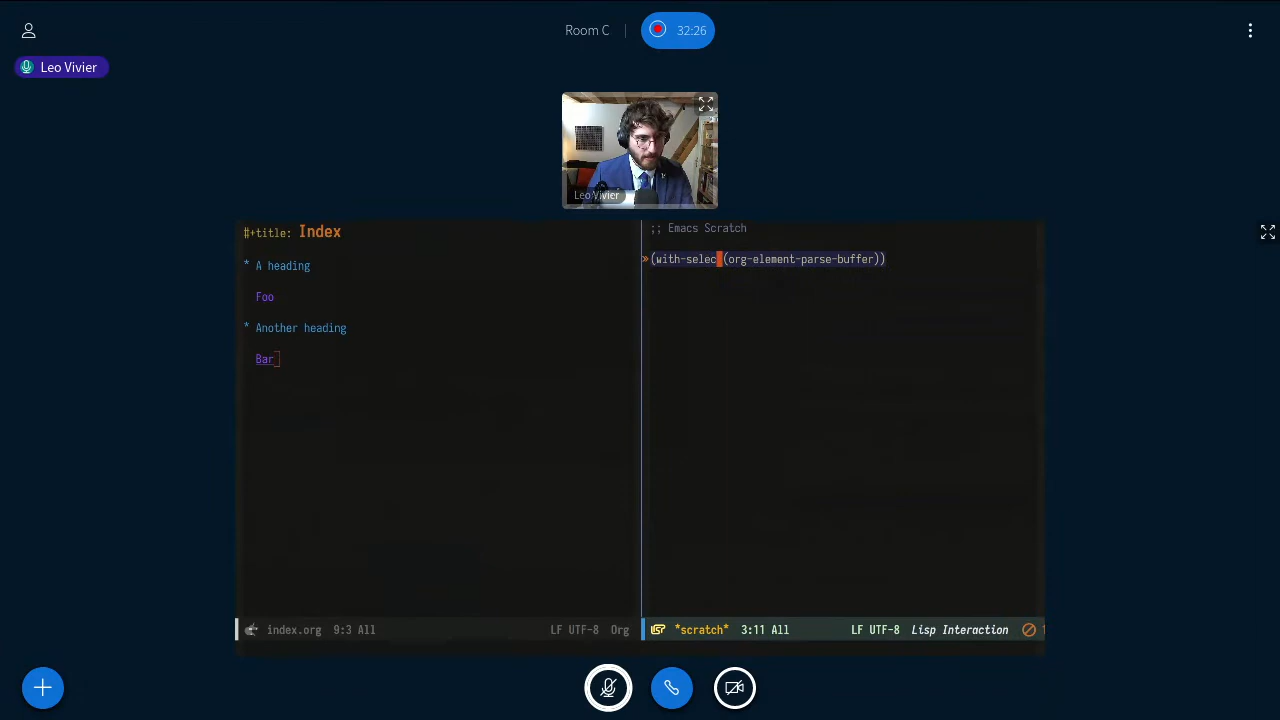 Room C
32:26
Leo Vivier
Leo Vivier
#+title: Index
* A heading
Foo
* Another heading
Bar
;; Emacs Scratch
(with-selec (org-element-parse-buffer))
index.org 9:3 All LF UTF-8 Org
*scratch* 3:11 All LF UTF-8 Lisp Interaction